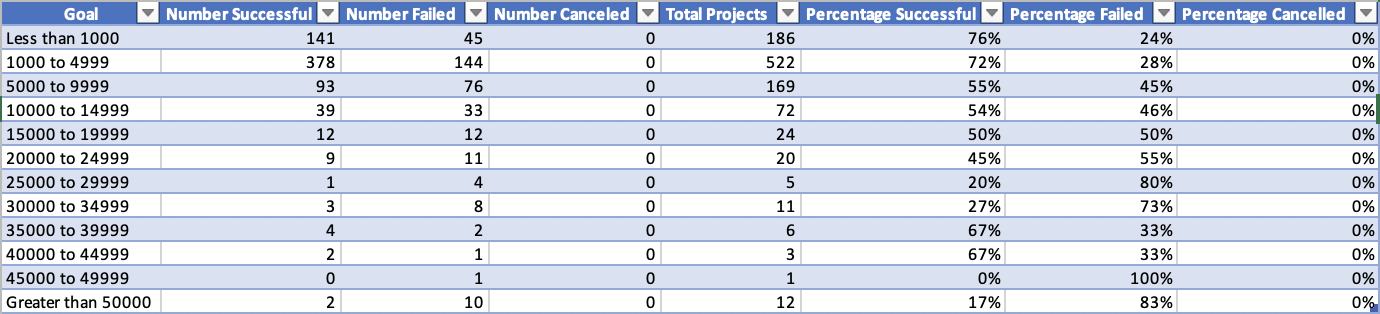 Goal Number Successful Number Failed Number Canceled Total Projects Percentage Successful Percentage Failed Percentage Cancelled
Less than 1000 141 45 0 186 76% 24% 0%
1000 to 4999 378 144 0 522 72% 28% 0%
5000 to 9999 93 76 0 169 55% 45% 0%
10000 to 14999 39 33 0 72 54% 46% 0%
15000 to 19999 12 12 0 24 50% 50% 0%
20000 to 24999 9 11 0 20 45% 55% 0%
25000 to 29999 1 4 0 5 20% 80% 0%
30000 to 34999 3 8 0 11 27% 73% 0%
35000 to 39999 4 2 0 6 67% 33% 0%
40000 to 44999 2 1 0 3 67% 33% 0%
45000 to 49999 0 1 0 1 0% 100% 0%
Greater than 50000 2 10 0 12 17% 83% 0%